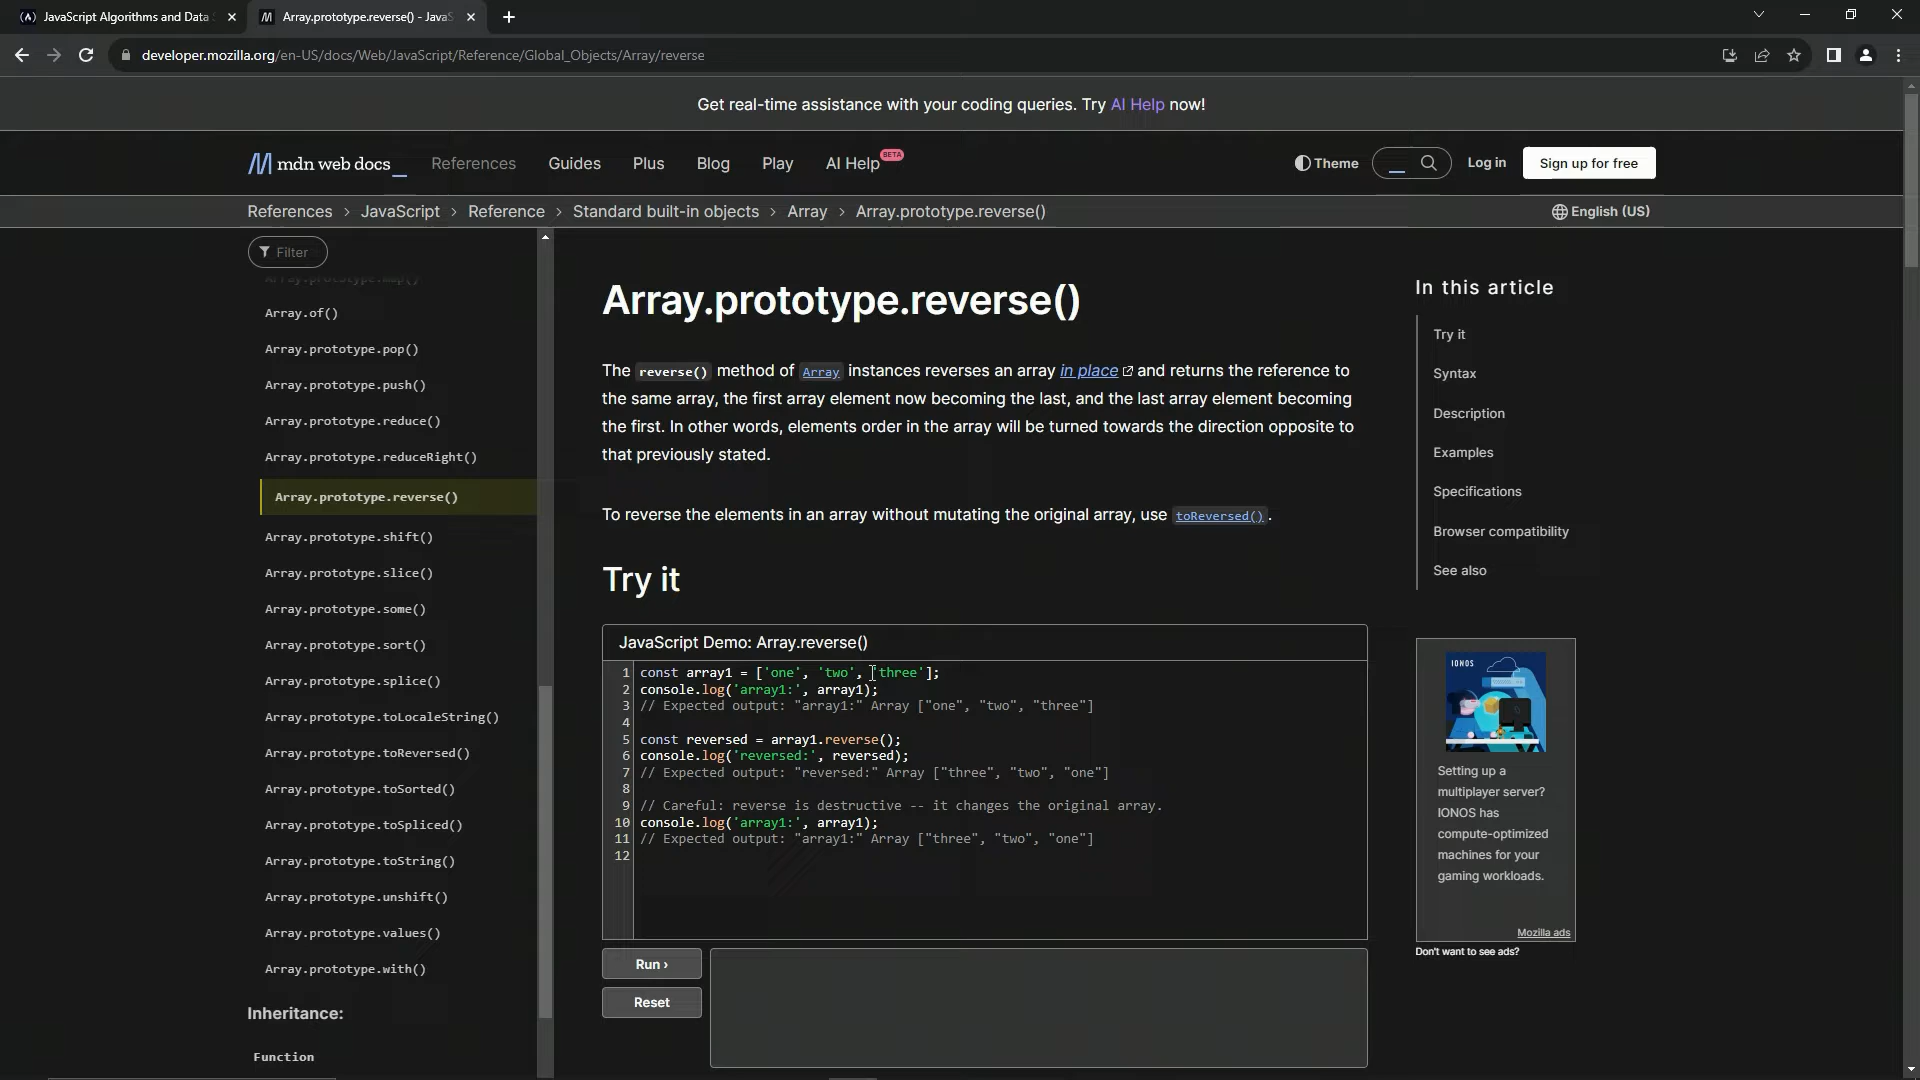 JavaScript Algorithms and Data
Array.prototype.reverse() - JavaS
developer.mozilla.org/en-US/docs/Web/JavaScript/Reference/Global_Objects/Array/reverse
Get real-time assistance with your coding queries. Try AI Help now!
mdn web docs_
References Guides Plus Blog Play AI Help BETA
Theme Log in Sign up for free
References > JavaScript > Reference > Standard built-in objects > Array > Array.prototype.reverse()
English (US)
Filter
Array.prototype.map()
Array.of()
Array.prototype.pop()
Array.prototype.push()
Array.prototype.reduce()
Array.prototype.reduceRight()
Array.prototype.reverse()
Array.prototype.shift()
Array.prototype.slice()
Array.prototype.some()
Array.prototype.sort()
Array.prototype.splice()
Array.prototype.toLocaleString()
Array.prototype.toReversed()
Array.prototype.toSorted()
Array.prototype.toSpliced()
Array.prototype.toString()
Array.prototype.unshift()
Array.prototype.values()
Array.prototype.with()
Inheritance:
Function
Array.prototype.reverse()
The reverse() method of Array instances reverses an array in place and returns the reference to
the same array, the first array element now becoming the last, and the last array element becoming
the first. In other words, elements order in the array will be turned towards the direction opposite to
that previously stated.
To reverse the elements in an array without mutating the original array, use toReversed().
Try it
JavaScript Demo: Array.reverse()
1 const array1 = ['one', 'two', 'three'];
2 console.log('array1:', array1);
3 // Expected output: "array1:" Array ["one", "two", "three"]
4
5 const reversed = array1.reverse();
6 console.log('reversed:', reversed);
7 // Expected output: "reversed:" Array ["three", "two", "one"]
8
9 // Careful: reverse is destructive -- it changes the original array.
10 console.log('array1:', array1);
11 // Expected output: "array1:" Array ["three", "two", "one"]
12
Run ›
Reset
In this article
Try it
Syntax
Description
Examples
Specifications
Browser compatibility
See also
IONOS
Setting up a
multiplayer server?
IONOS has
compute-optimized
machines for your
gaming workloads.
Mozilla ads
Don't want to see ads?